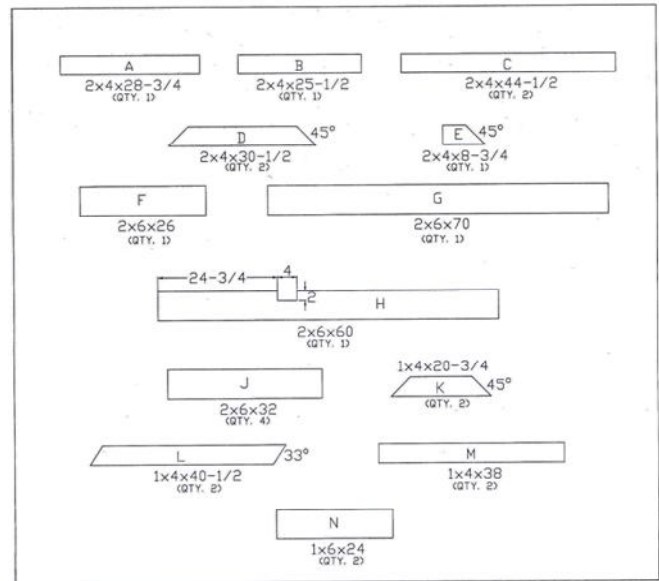 A B C
2x4x28-3/4 2x4x25-1/2 2x4x44-1/2
(QTY. 1) (QTY. 1) (QTY. 2)
D 45° E 45°
2x4x30-1/2 2x4x8-3/4
(QTY. 2) (QTY. 1)
F G
2x6x26 2x6x70
(QTY. 1) (QTY. 1)
24-3/4 4
2
H
2x6x60
(QTY. 1)
1x4x20-3/4
J K 45°
2x6x32 (QTY. 2)
(QTY. 4)
L 33° M
1x4x40-1/2 1x4x38
(QTY. 2) (QTY. 2)
N
1x6x24
(QTY. 2)